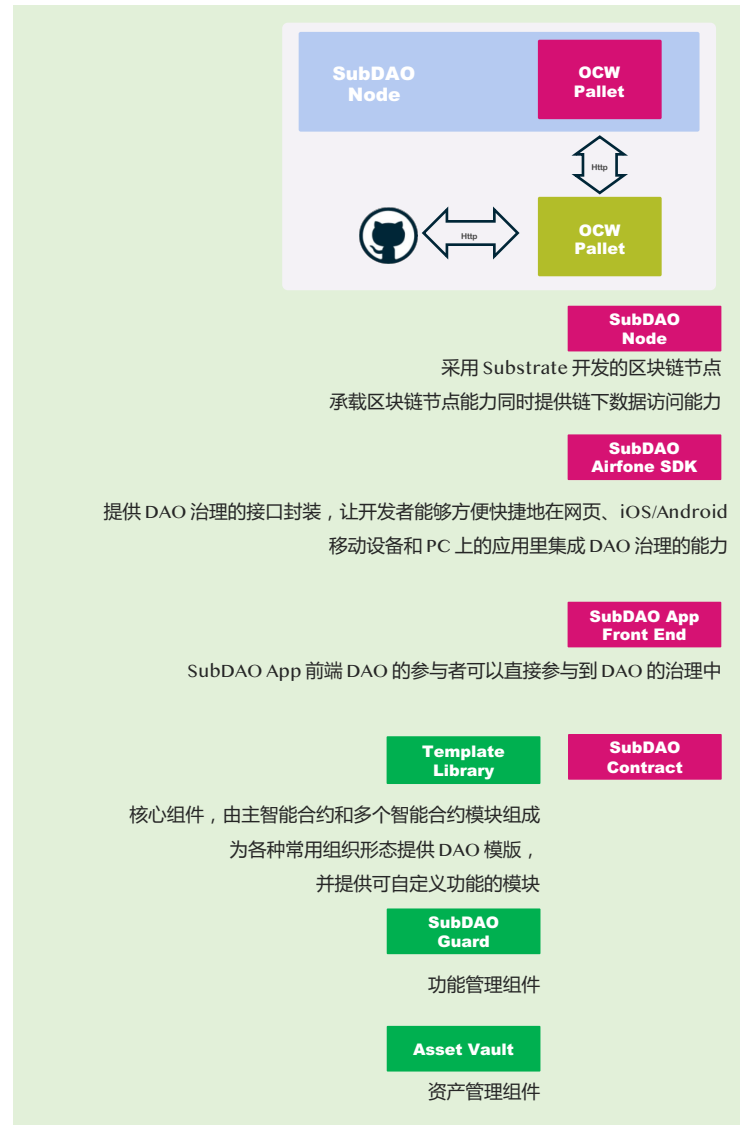 SubDAO
Node
OCW
Pallet
Http
Http
OCW
Pallet
SubDAO
Node
采用 Substrate 开发的区块链节点
承载区块链节点能力同时提供链下数据访问能力
SubDAO
Airfone SDK
提供 DAO 治理的接口封装，让开发者能够方便快捷地在网页、iOS/Android
移动设备和 PC 上的应用里集成 DAO 治理的能力
SubDAO App
Front End
SubDAO App 前端 DAO 的参与者可以直接参与到 DAO 的治理中
Template
Library
SubDAO
Contract
核心组件，由主智能合约和多个智能合约模块组成
为各种常用组织形态提供 DAO 模版，
并提供可自定义功能的模块
SubDAO
Guard
功能管理组件
Asset Vault
资产管理组件